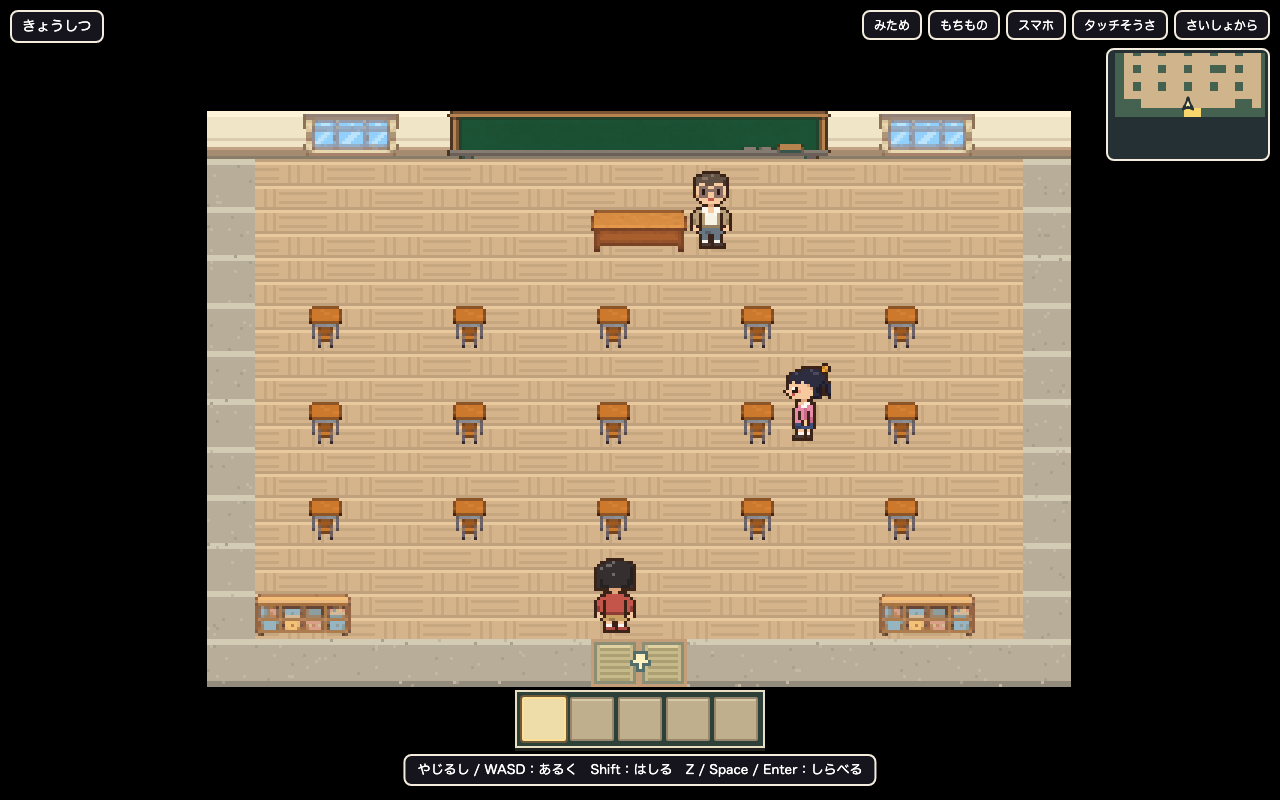 きょうしつ
みため
もちもの
スマホ
タッチそうさ
さいしょから
やじるし / WASD：あるく　Shift：はしる　Z / Space / Enter：しらべる